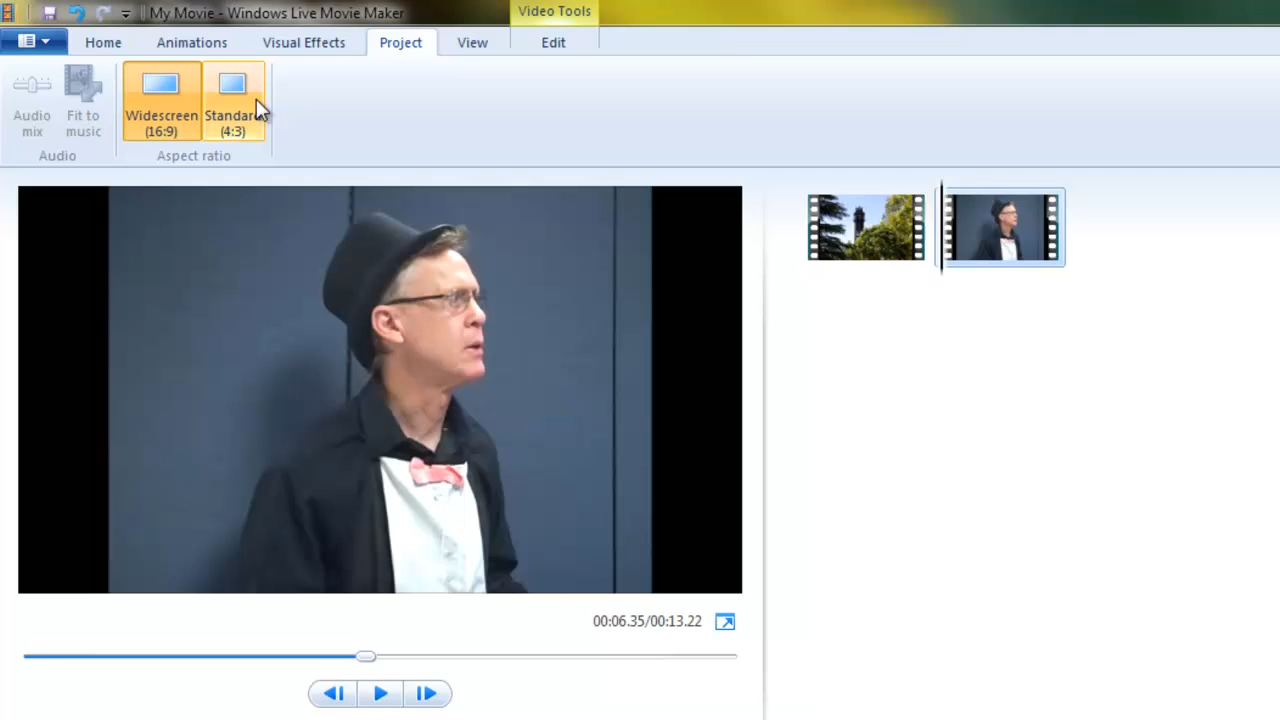 My Movie - Windows Live Movie Maker
Video Tools
Home
Animations
Visual Effects
Project
View
Edit
Audio mix
Fit to music
Widescreen (16:9)
(4:3)
Audio
Aspect ratio
00:06.35/00:13.22